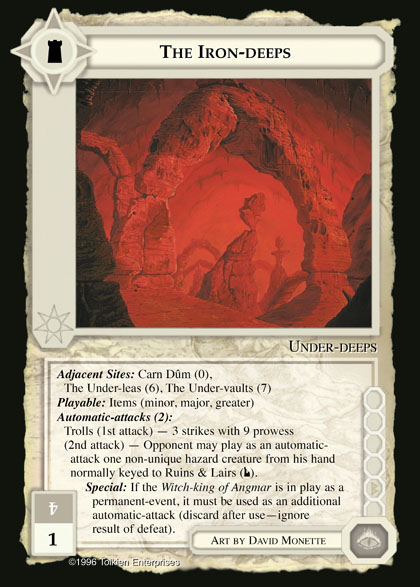 The Iron-deeps
Under-deeps
Adjacent Sites: Carn Dûm (0),
The Under-leas (6), The Under-vaults (7)
Playable: Items (minor, major, greater)
Automatic-attacks (2):
Trolls (1st attack) — 3 strikes with 9 prowess
(2nd attack) — Opponent may play as an automatic-
attack one non-unique hazard creature from his hand
normally keyed to Ruins & Lairs ( ).
Special: If the Witch-king of Angmar is in play as a
permanent-event, it must be used as an additional
automatic-attack (discard after use—ignore
result of defeat).
1
Art by David Monette
©1996 Tolkien Enterprises